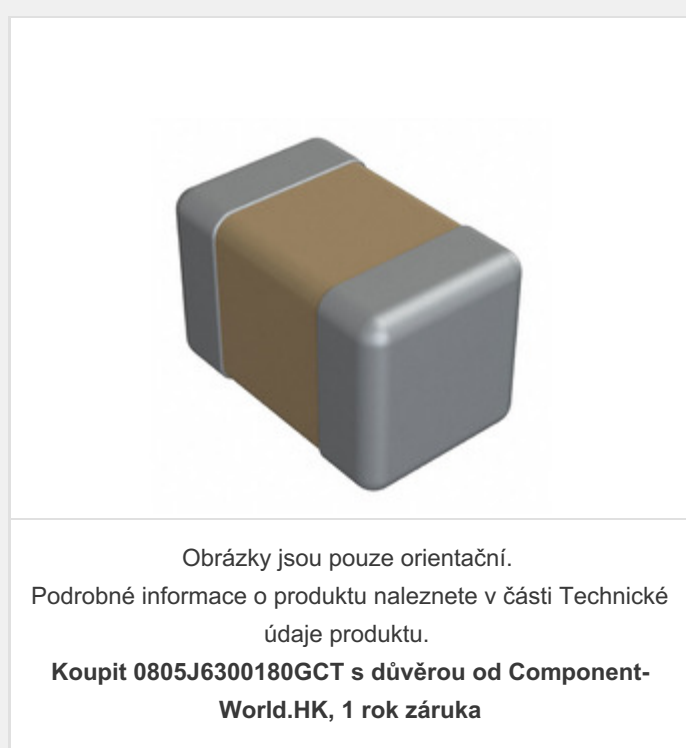 Obrázky jsou pouze orientační.
Podrobné informace o produktu naleznete v části Technické
údaje produktu.
Koupit 0805J6300180GCT s důvěrou od Component-
World.HK, 1 rok záruka